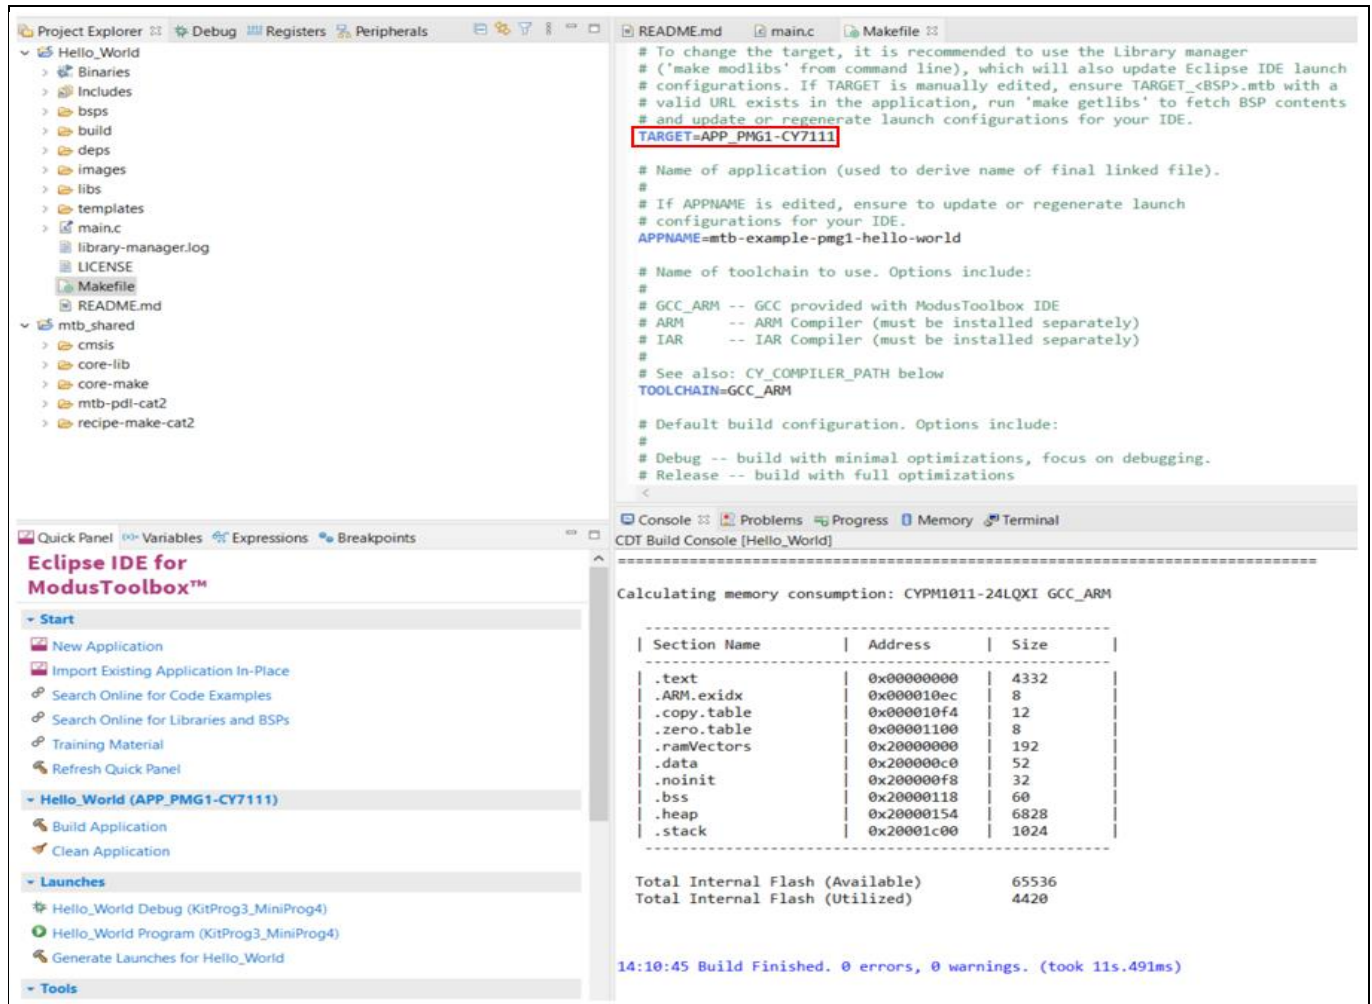 Project Explorer Debug Registers Peripherals
Hello_World
Binaries
Includes
bsps
build
deps
images
libs
templates
main.c
library-manager.log
LICENSE
Makefile
README.md
mtb_shared
cmsis
core-lib
core-make
mtb-pdl-cat2
recipe-make-cat2
README.md main.c Makefile
# To change the target, it is recommended to use the Library manager
# ('make modlibs' from command line), which will also update Eclipse IDE launch
# configurations. If TARGET is manually edited, ensure TARGET_<BSP>.mtb with a
# valid URL exists in the application, run 'make getlibs' to fetch BSP contents
# and update or regenerate launch configurations for your IDE.
TARGET=APP_PMG1-CY7111
# Name of application (used to derive name of final linked file).
#
# If APPNAME is edited, ensure to update or regenerate launch
# configurations for your IDE.
APPNAME=mtb-example-pmg1-hello-world
# Name of toolchain to use. Options include:
#
# GCC_ARM -- GCC provided with ModusToolbox IDE
# ARM -- ARM Compiler (must be installed separately)
# IAR -- IAR Compiler (must be installed separately)
#
# See also: CY_COMPILER_PATH below
TOOLCHAIN=GCC_ARM
# Default build configuration. Options include:
#
# Debug -- build with minimal optimizations, focus on debugging.
# Release -- build with full optimizations
Quick Panel Variables Expressions Breakpoints
Eclipse IDE for
ModusToolbox™
Start
New Application
Import Existing Application In-Place
Search Online for Code Examples
Search Online for Libraries and BSPs
Training Material
Refresh Quick Panel
Hello_World (APP_PMG1-CY7111)
Build Application
Clean Application
Launches
Hello_World Debug (KitProg3_MiniProg4)
Hello_World Program (KitProg3_MiniProg4)
Generate Launches for Hello_World
Tools
Console Problems Progress Memory Terminal
CDT Build Console [Hello_World]
==============================================================================
Calculating memory consumption: CYPM1011-24LQXI GCC_ARM
----------------------------------------------------
| Section Name | Address | Size |
----------------------------------------------------
| .text | 0x00000000 | 4332 |
| .ARM.exidx | 0x000010ec | 8 |
| .copy.table | 0x000010f4 | 12 |
| .zero.table | 0x00001100 | 8 |
| .ramVectors | 0x20000000 | 192 |
| .data | 0x200000c0 | 52 |
| .noinit | 0x200000f8 | 32 |
| .bss | 0x20000118 | 60 |
| .heap | 0x20000154 | 6828 |
| .stack | 0x20001c00 | 1024 |
----------------------------------------------------
Total Internal Flash (Available) 65536
Total Internal Flash (Utilized) 4420
14:10:45 Build Finished. 0 errors, 0 warnings. (took 11s.491ms)